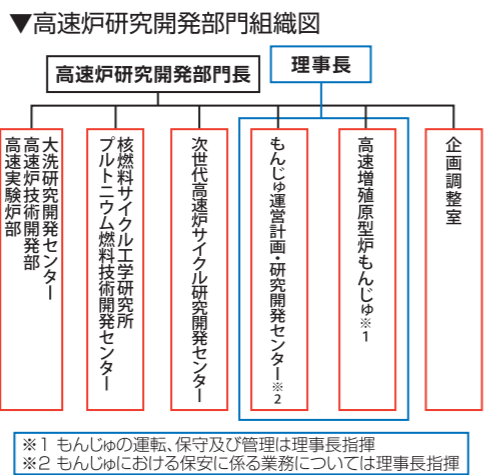 ▼高速炉研究開発部門組織図
高速炉研究開発部門長
理事長
大洗研究開発センター
高速炉技術開発部
高速実験炉部
核燃料サイクル工学研究所
プルトニウム燃料技術開発センター
次世代高速炉サイクル研究開発センター
もんじゅ運営計画・研究開発センター※2
高速増殖原型炉もんじゅ※1
企画調整室
※1 もんじゅの運転、保守及び管理は理事長指揮
※2 もんじゅにおける保安に係る業務については理事長指揮